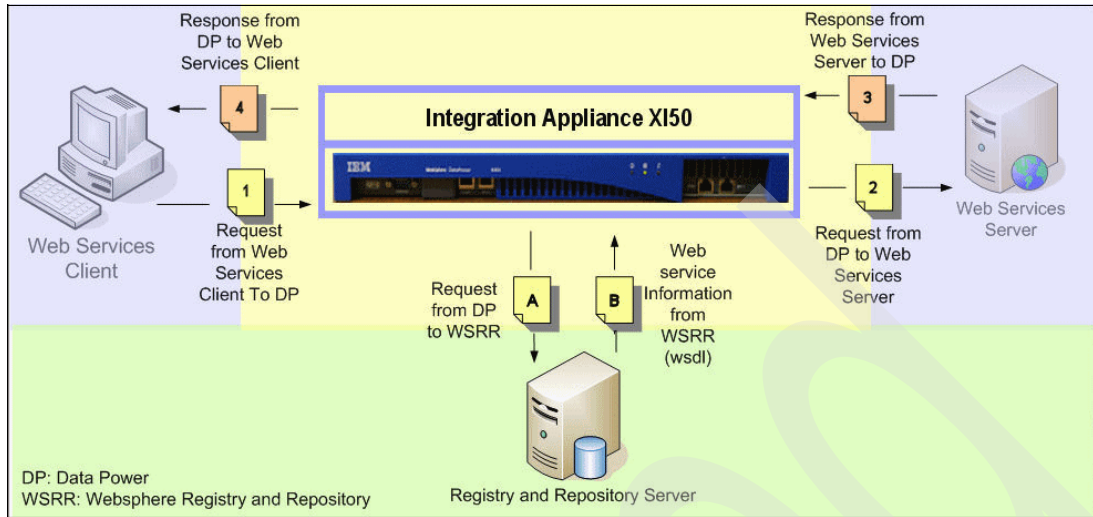 Response from
DP to Web
Services Client
4
Response from
Web Services
Server to DP
3
Integration Appliance XI50
IBM
1
Request
from Web
Services
Client To DP
2
Request from
DP to Web
Services
Server
Web Services
Client
Web Services
Server
Request
from DP
to WSRR
A
B
Web
service
Information
from
WSRR
(wsdl)
DP: Data Power
WSRR: Websphere Registry and Repository
Registry and Repository Server